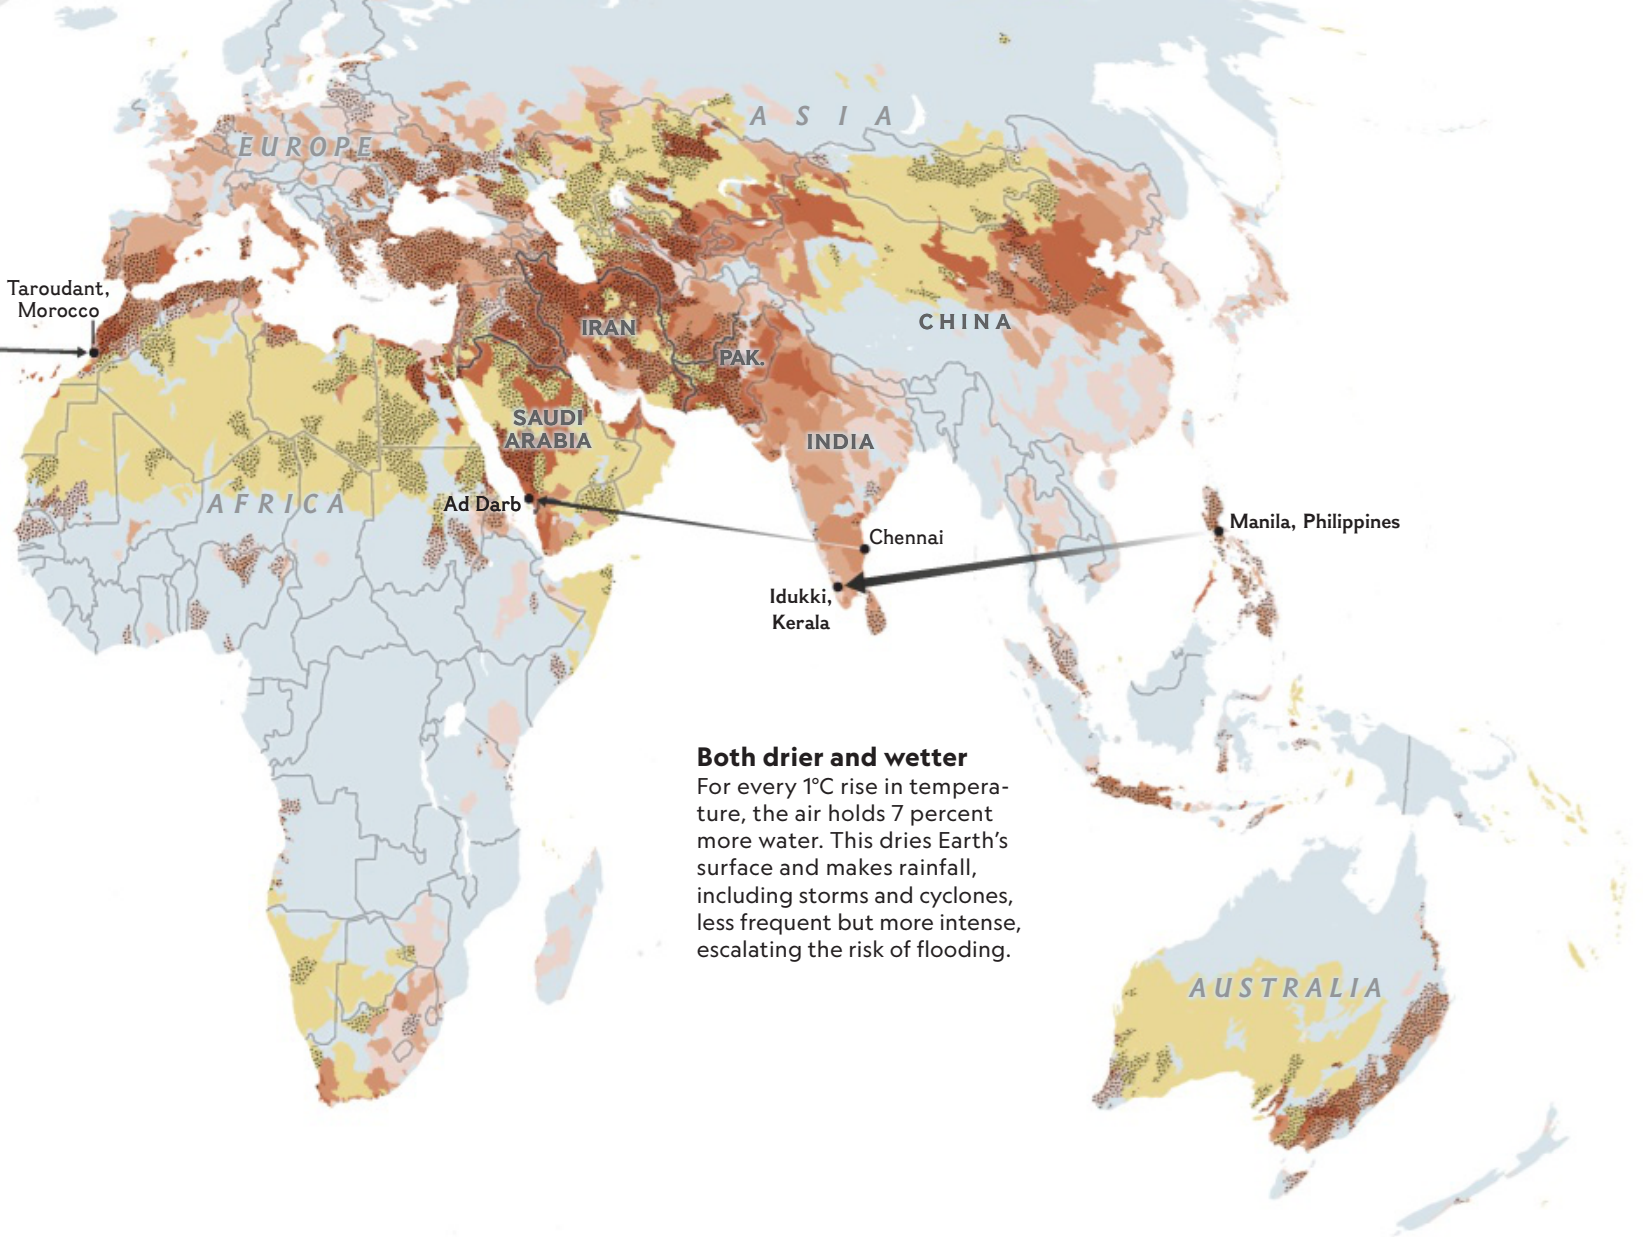 ASIA
EUROPE
Taroudant,
Morocco
IRAN
CHINA
PAK.
SAUDI
ARABIA
INDIA
AFRICA
Ad Darb
Manila, Philippines
Chennai
Idukki,
Kerala
Both drier and wetter
For every 1°C rise in tempera-
ture, the air holds 7 percent
more water. This dries Earth’s
surface and makes rainfall,
including storms and cyclones,
less frequent but more intense,
escalating the risk of flooding.
AUSTRALIA